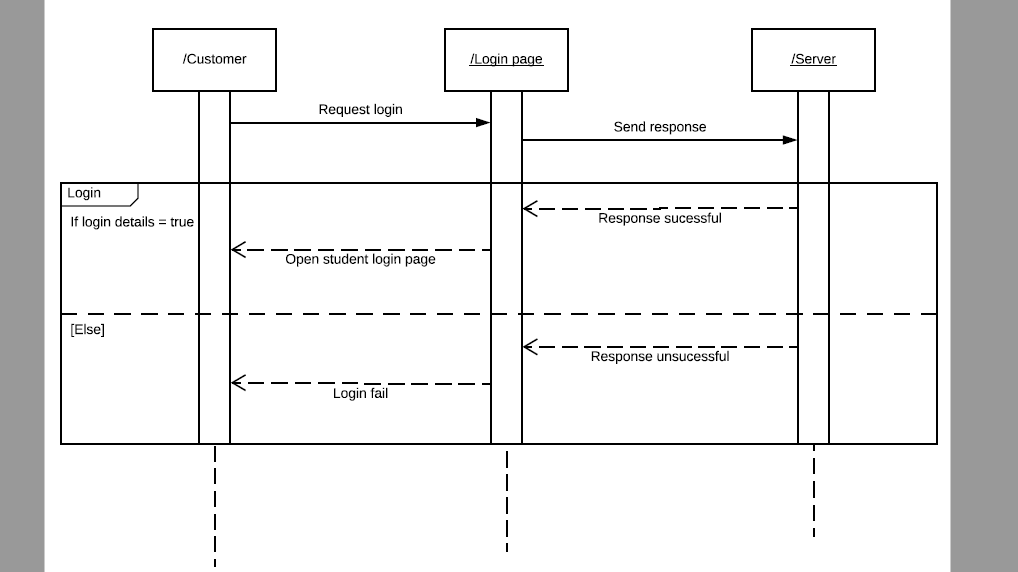 /Customer
/Login page
/Server
Request login
Send response
Login
If login details = true
Response sucessful
Open student login page
[Else]
Response unsucessful
Login fail